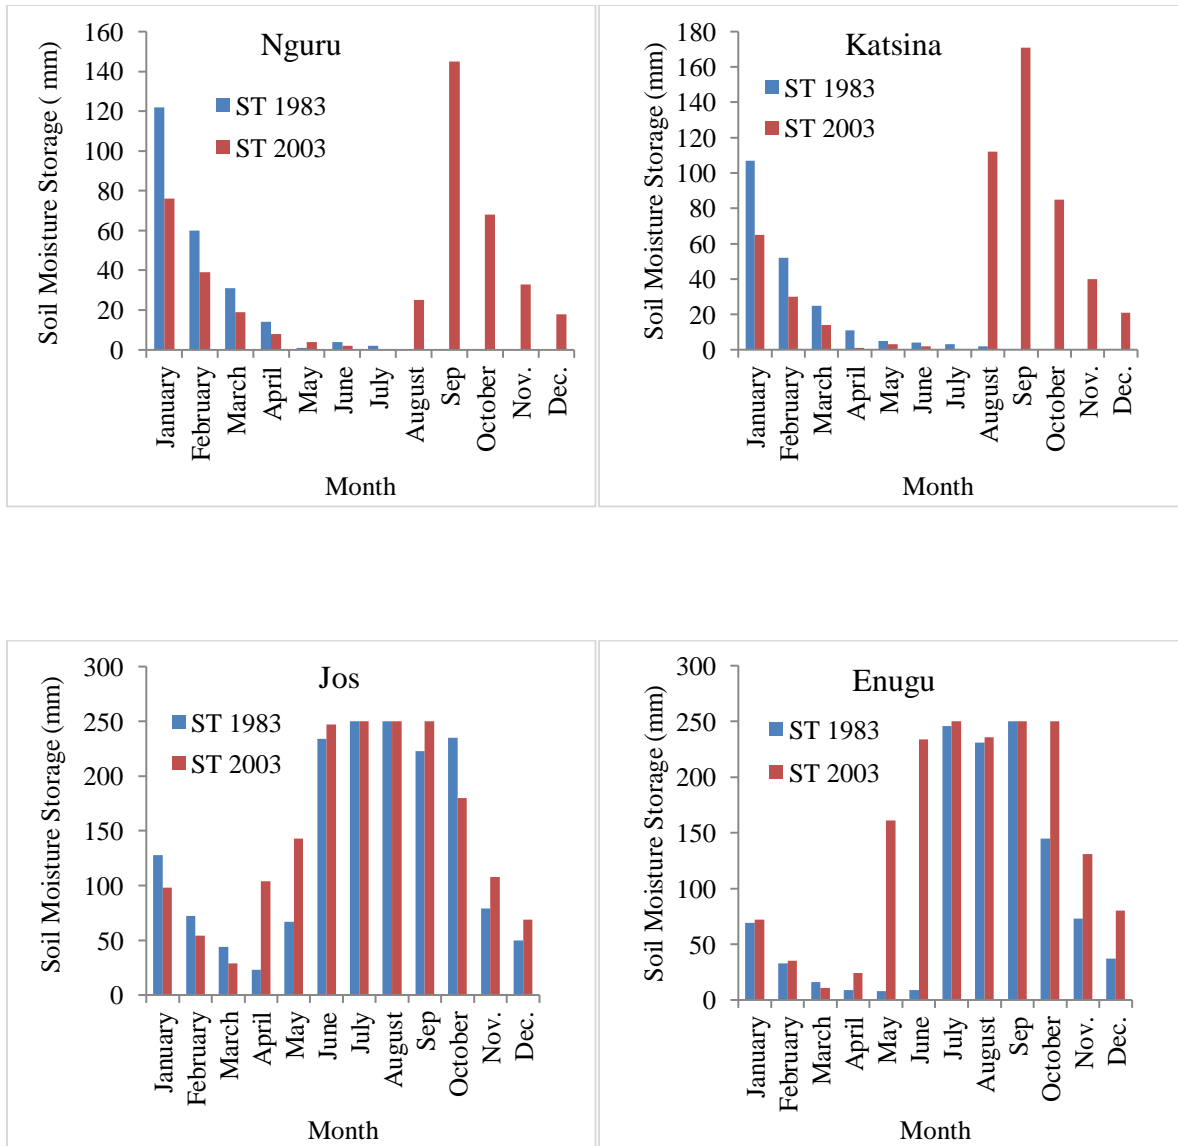 Nguru
Soil Moisture Storage ( mm)
160
140
120
100
80
60
40
20
0
ST 1983
ST 2003
January
February
March
April
May
June
July
August
Sep
October
Nov.
Dec.
Month
Katsina
Soil Moisture Storage (mm)
180
160
140
120
100
80
60
40
20
0
ST 1983
ST 2003
January
February
March
April
May
June
July
August
Sep
October
Nov.
Dec.
Month
Jos
Soil Moisture Storage (mm)
300
250
200
150
100
50
0
ST 1983
ST 2003
January
February
March
April
May
June
July
August
Sep
October
Nov.
Dec.
Month
Enugu
Soil Moisture Storage (mm)
300
250
200
150
100
50
0
ST 1983
ST 2003
January
February
March
April
May
June
July
August
Sep
October
Nov.
Dec.
Month